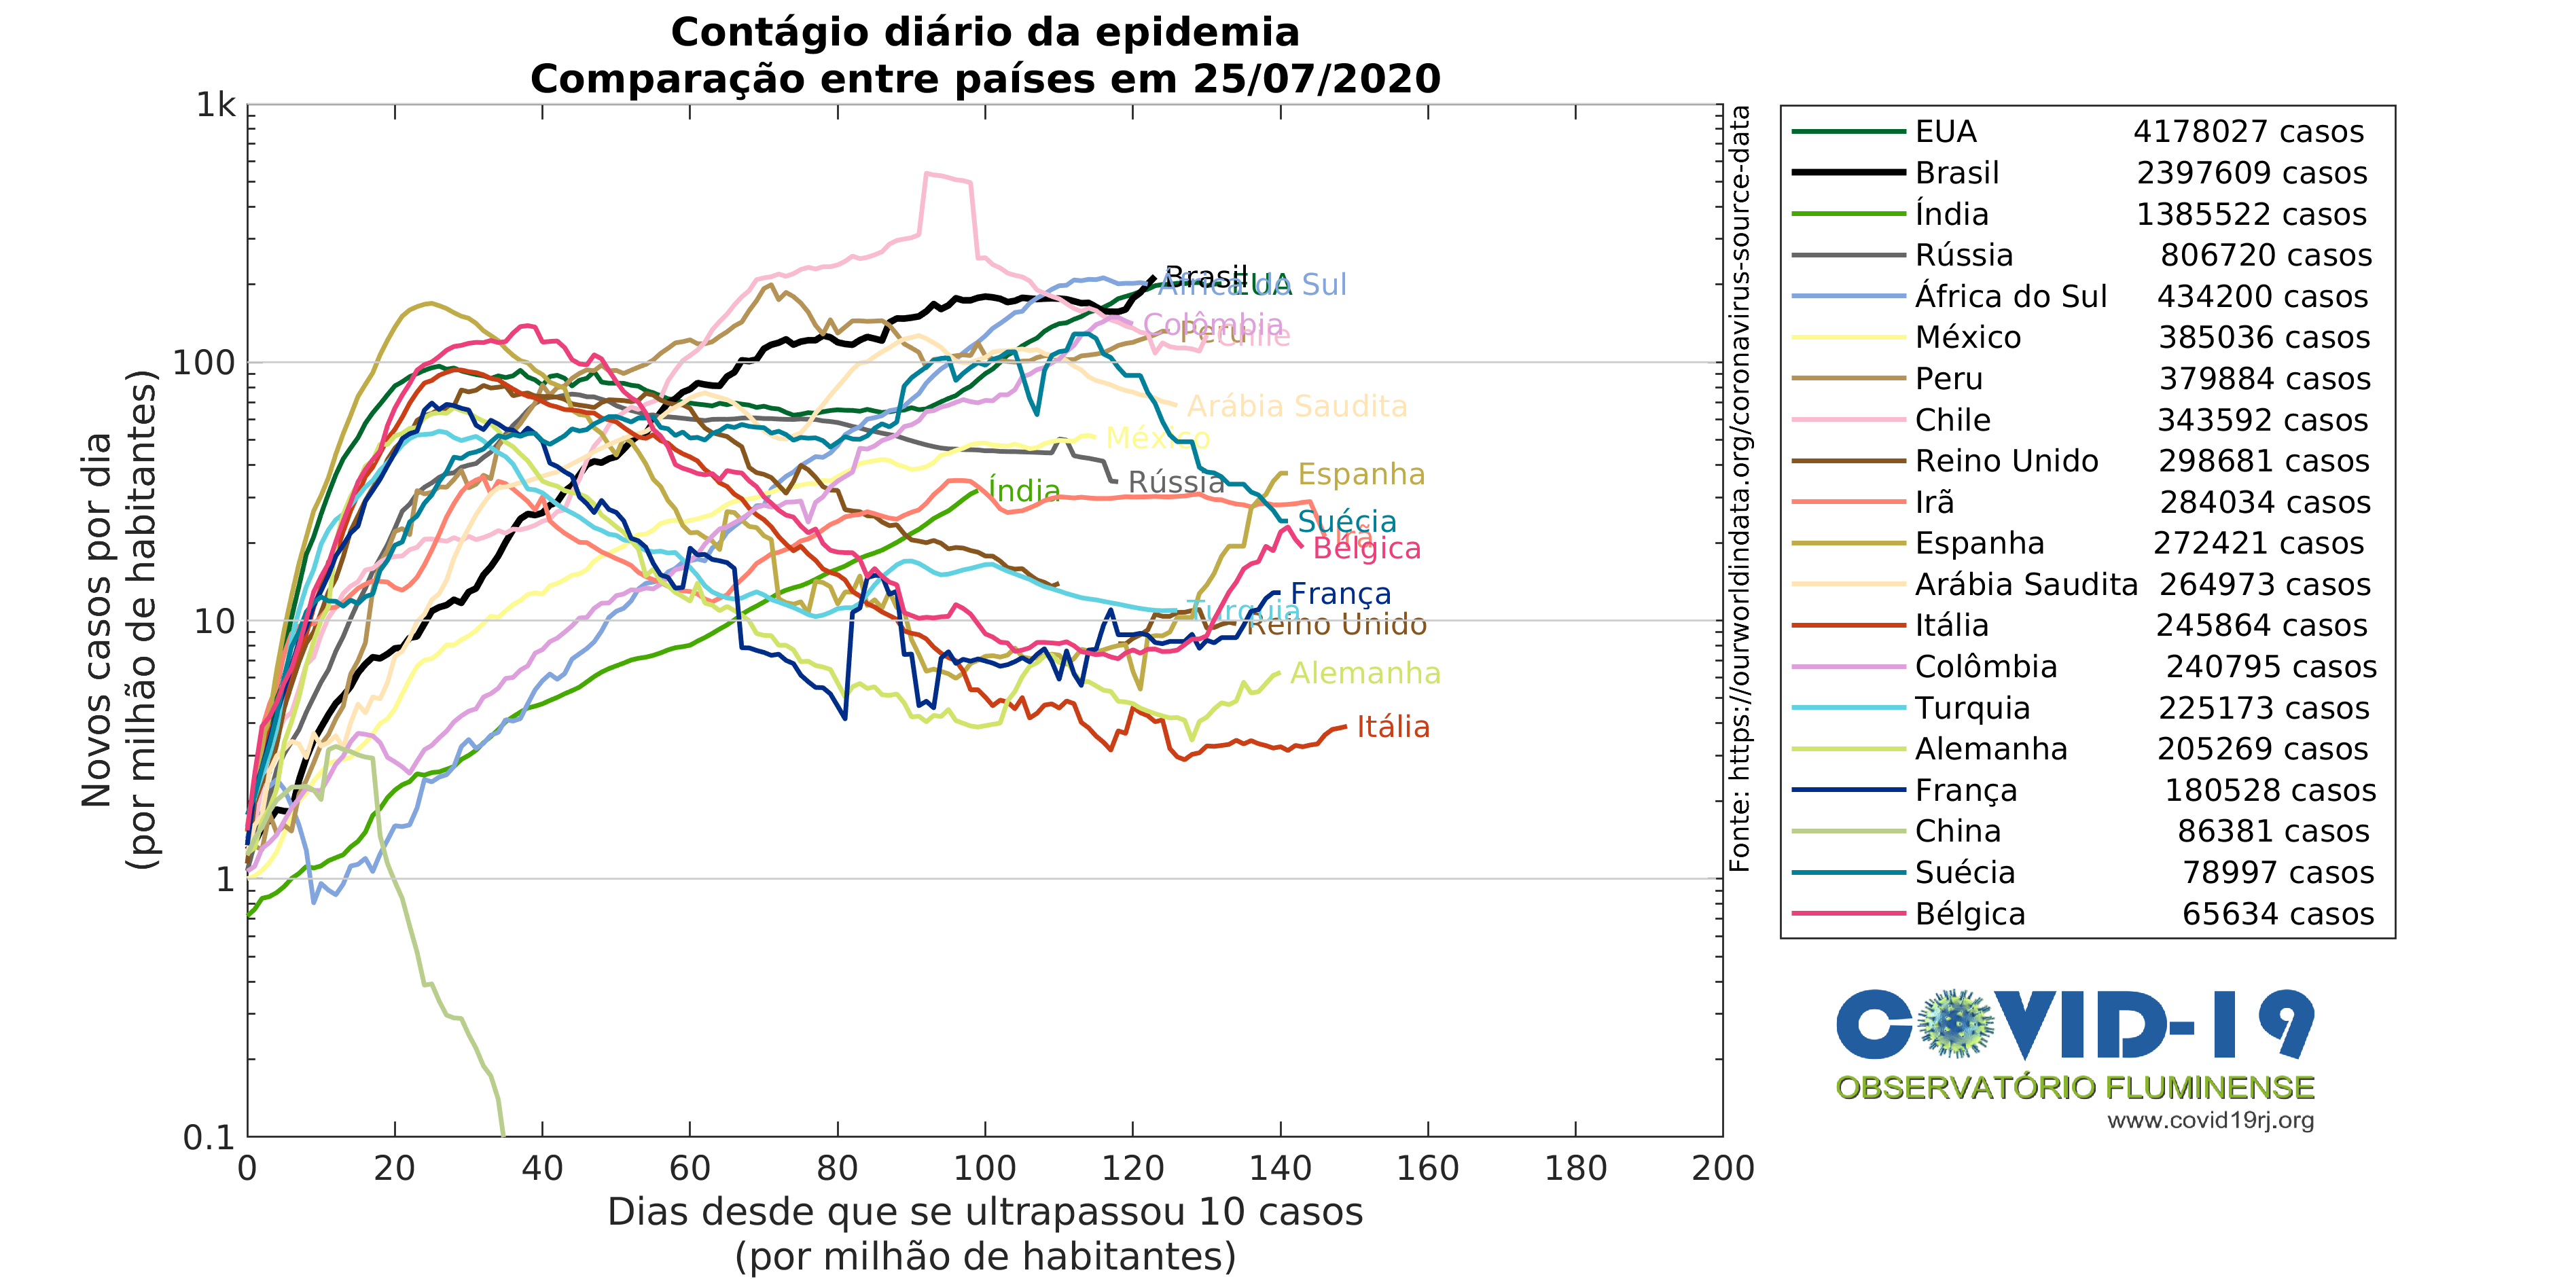 Contágio diário da epidemia
Comparação entre países em 25/07/2020
Novos casos por dia
(por milhão de habitantes)
1k
100
10
1
0.1
0 20 40 60 80 100 120 140 160 180 200
Dias desde que se ultrapassou 10 casos
(por milhão de habitantes)
Brasil
EUA
África do Sul
Colômbia
Peru
Chile
Arábia Saudita
México
Rússia
Índia
Espanha
Suécia
Irã
Bélgica
França
Turquia
Reino Unido
Alemanha
Itália
Fonte: https://ourworldindata.org/coronavirus-source-data
EUA 4178027 casos
Brasil 2397609 casos
Índia 1385522 casos
Rússia 806720 casos
África do Sul 434200 casos
México 385036 casos
Peru 379884 casos
Chile 343592 casos
Reino Unido 298681 casos
Irã 284034 casos
Espanha 272421 casos
Arábia Saudita 264973 casos
Itália 245864 casos
Colômbia 240795 casos
Turquia 225173 casos
Alemanha 205269 casos
França 180528 casos
China 86381 casos
Suécia 78997 casos
Bélgica 65634 casos
COVID-19
OBSERVATÓRIO FLUMINENSE
www.covid19rj.org